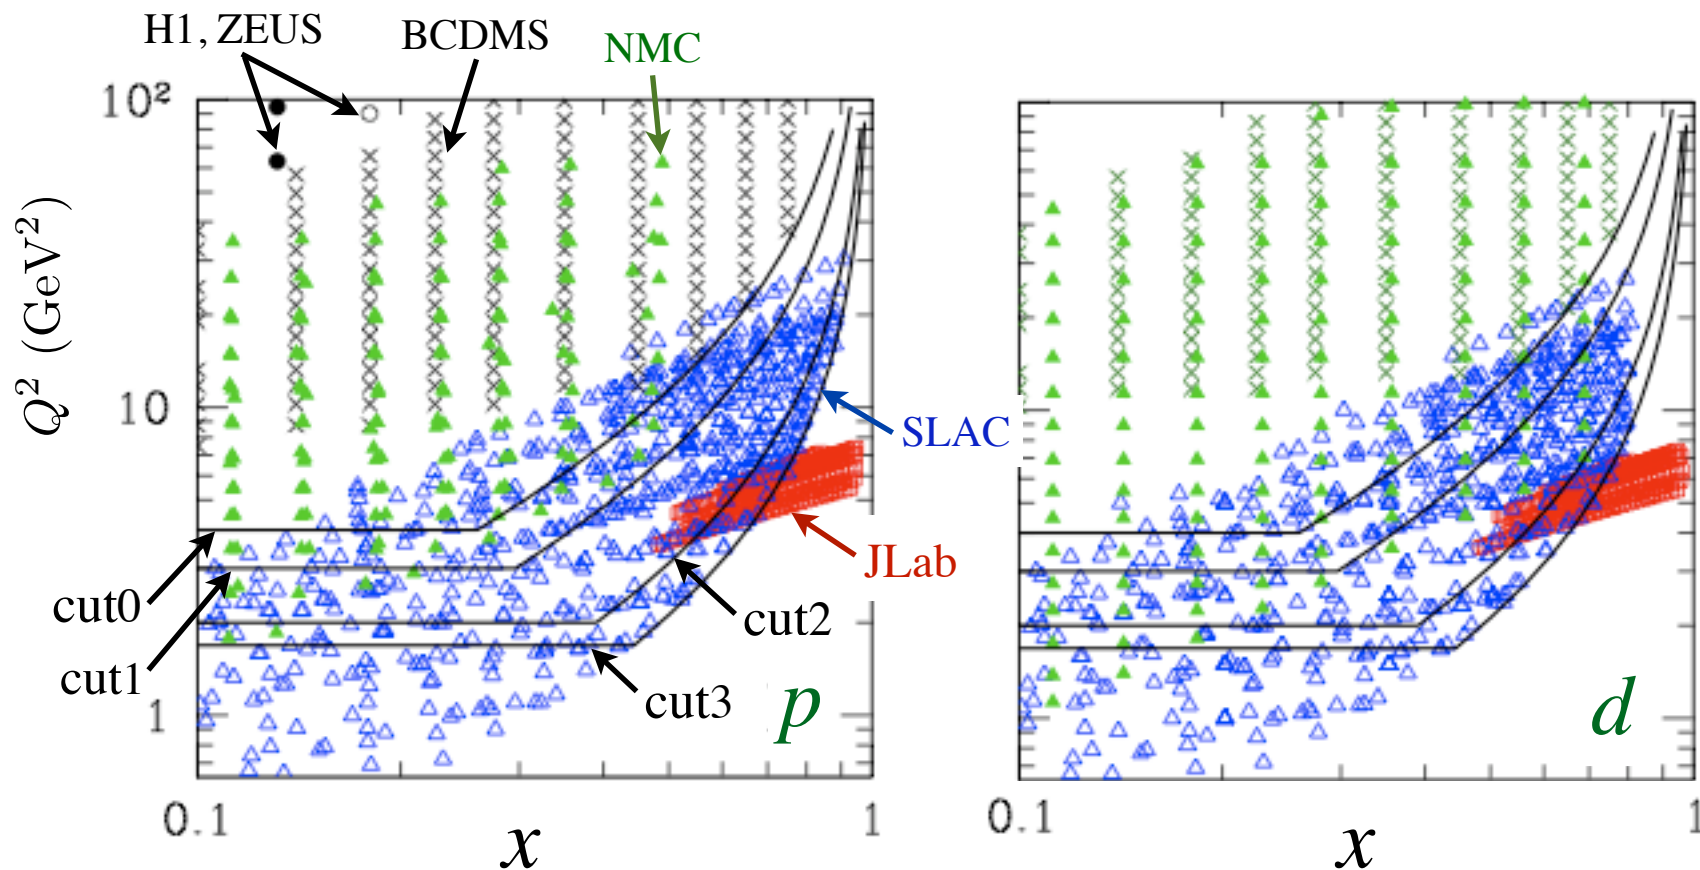 H1, ZEUS
BCDMS
NMC
10²
10
1
Q² (GeV²)
SLAC
JLab
cut0
cut1
cut2
cut3
p
d
0.1
1
0.1
1
x
x